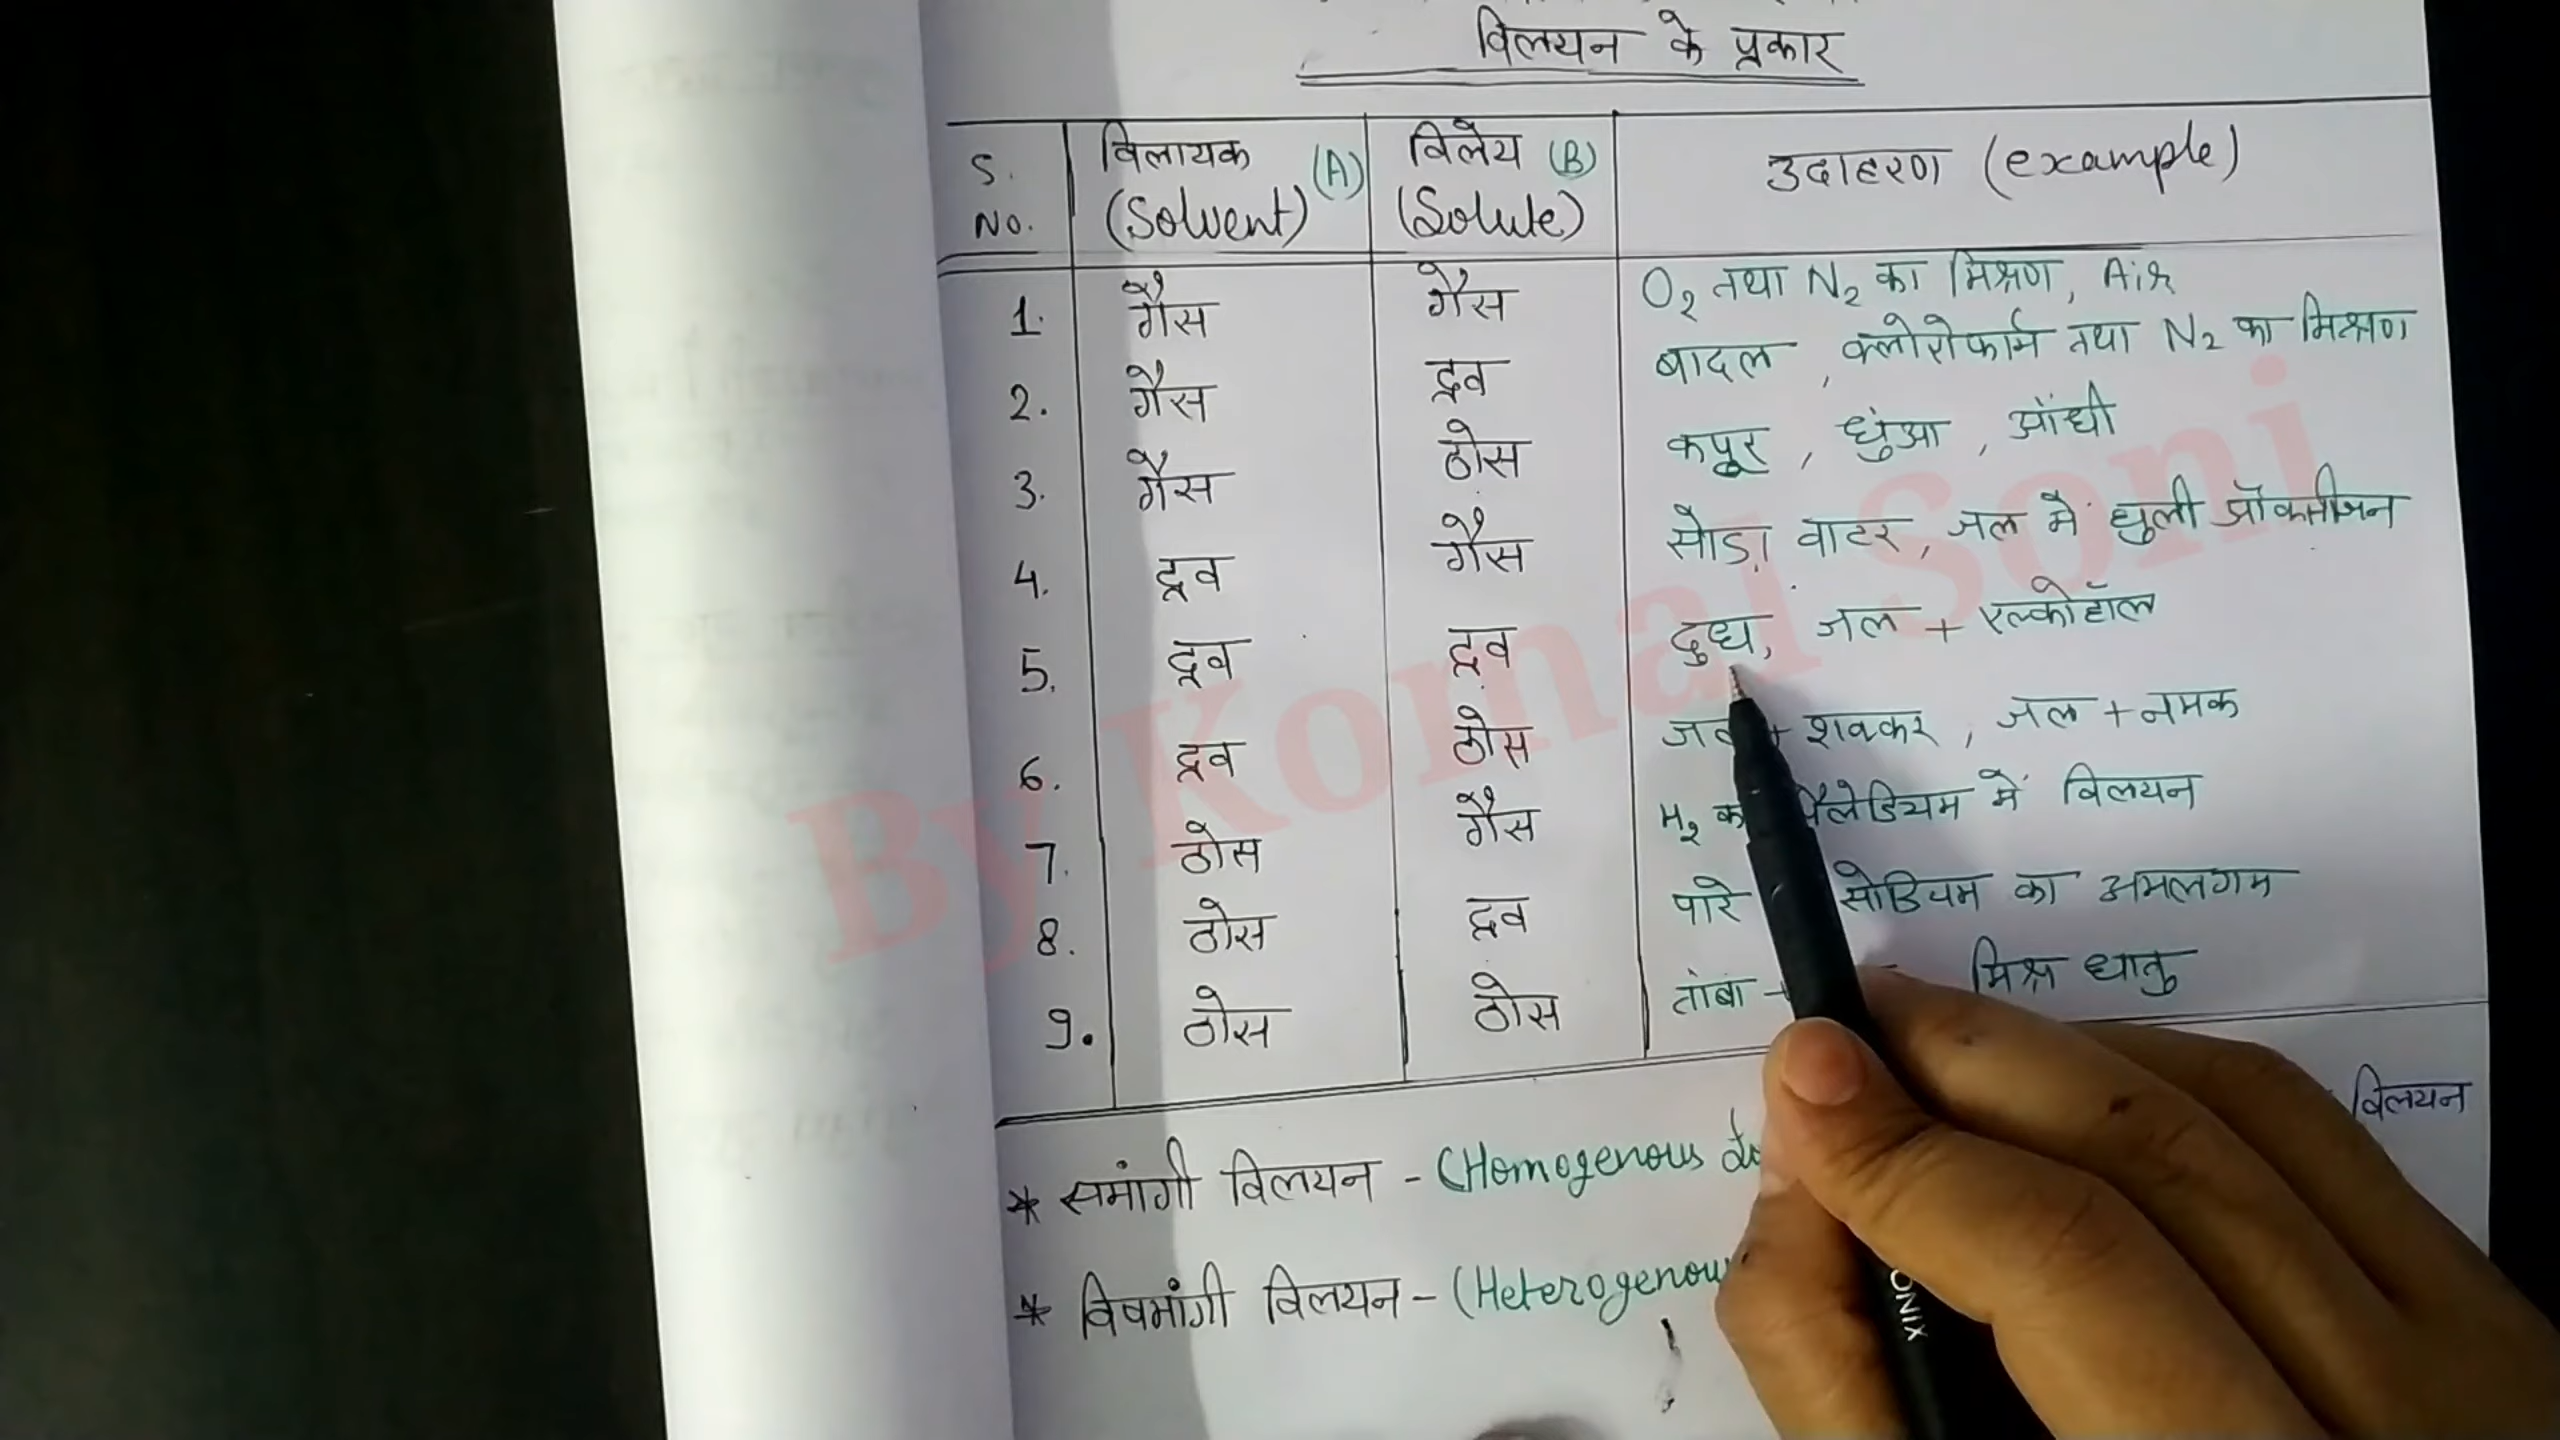 विलयन के प्रकार
S. No. विलायक (A) (Solvent) विलेय (B) (Solute) उदाहरण (example)
1. गैस गैस O2 तथा N2 का मिश्रण, Air
2. गैस द्रव बादल, क्लोरोफार्म तथा N2 का मिश्रण
3. गैस ठोस कपूर, धुंआ, आँधी
4. द्रव गैस सोडा वाटर, जल में घुली ऑक्सीजन
5. द्रव द्रव दुध, जल + एल्कोहॉल
6. द्रव ठोस + शक्कर, जल + नमक
7. ठोस गैस H2 पैलेडियम में विलयन
8. ठोस द्रव पारे सोडियम का अमलगम
9. ठोस ठोस तांबा मिश्र धातु
विलयन
* समांगी विलयन - (Homogenous
* विषमांगी विलयन - (Heterogenous
By Komal Soni
ONIX